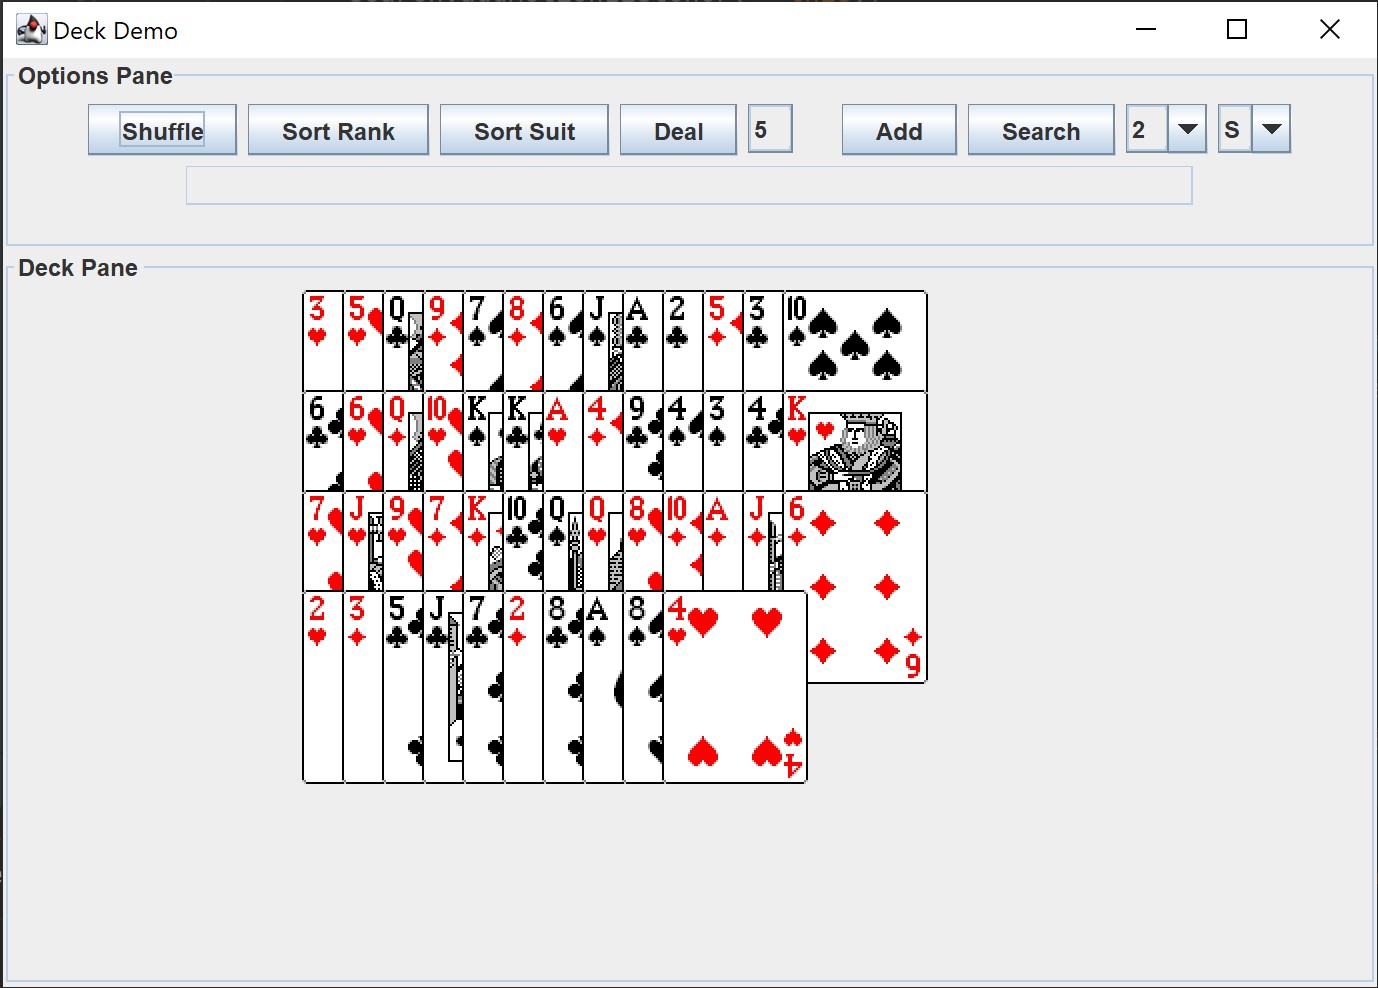 Deck Demo
Options Pane
Shuffle Sort Rank Sort Suit Deal 5 Add Search 2 S
Deck Pane
3 5 Q 9 7 8 6 J A 2 5 3 10
6 6 Q 10 K K A 4 9 4 3 4 K
7 J 9 7 K 10 Q Q 8 10 A J 6
6
2 3 5 J 7 2 8 A 8 4
4